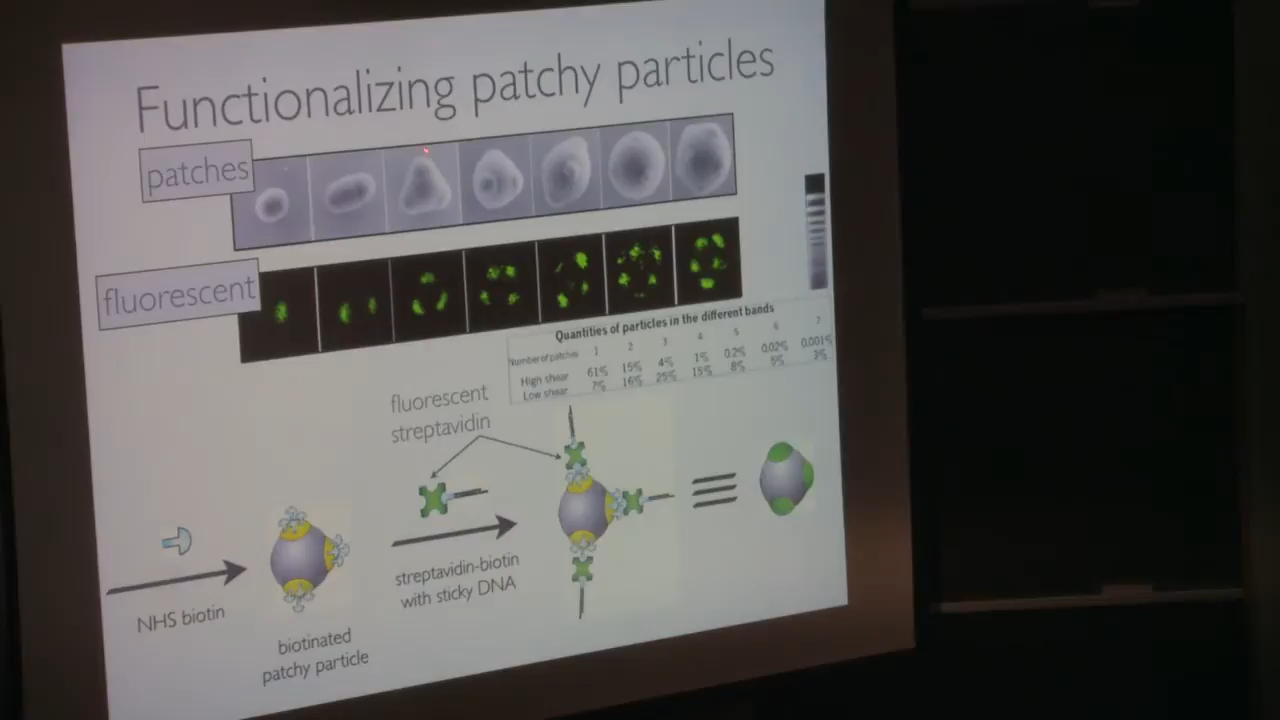 Functionalizing patchy particles
patches
fluorescent
Quantities of particles in the different bands
Number of patches 1 2 3 4 5 6 7
High shear 61% 15% 4% 1% 0.2% 0.02% 0.001%
Low shear 7% 16% 25% 15% 8% 5% 3%
fluorescent
streptavidin
NHS biotin
biotinated
patchy particle
streptavidin-biotin
with sticky DNA